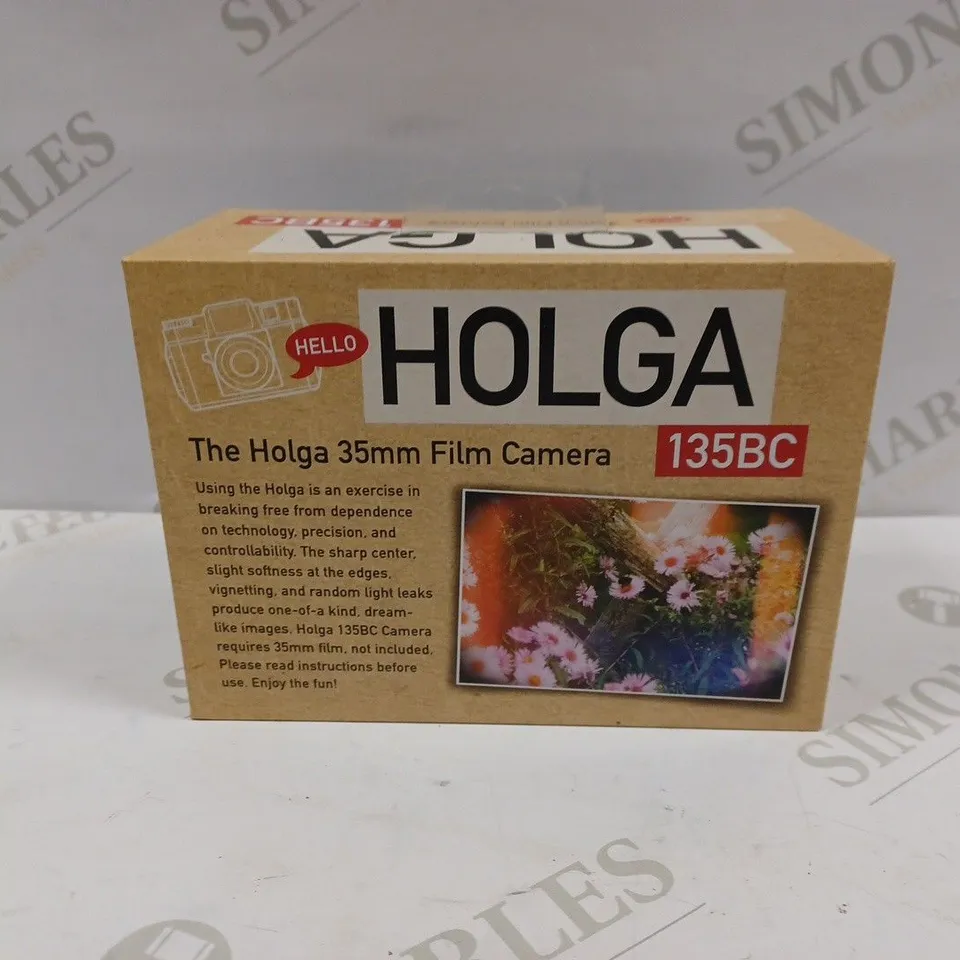 135BC
HOLGA
HELLO
HOLGA
The Holga 35mm Film Camera
135BC
Using the Holga is an exercise in
breaking free from dependence
on technology, precision, and
controllability. The sharp center,
slight softness at the edges,
vignetting, and random light leaks
produce one-of-a kind, dream-
like images. Holga 135BC Camera
requires 35mm film, not included.
Please read instructions before
use. Enjoy the fun!